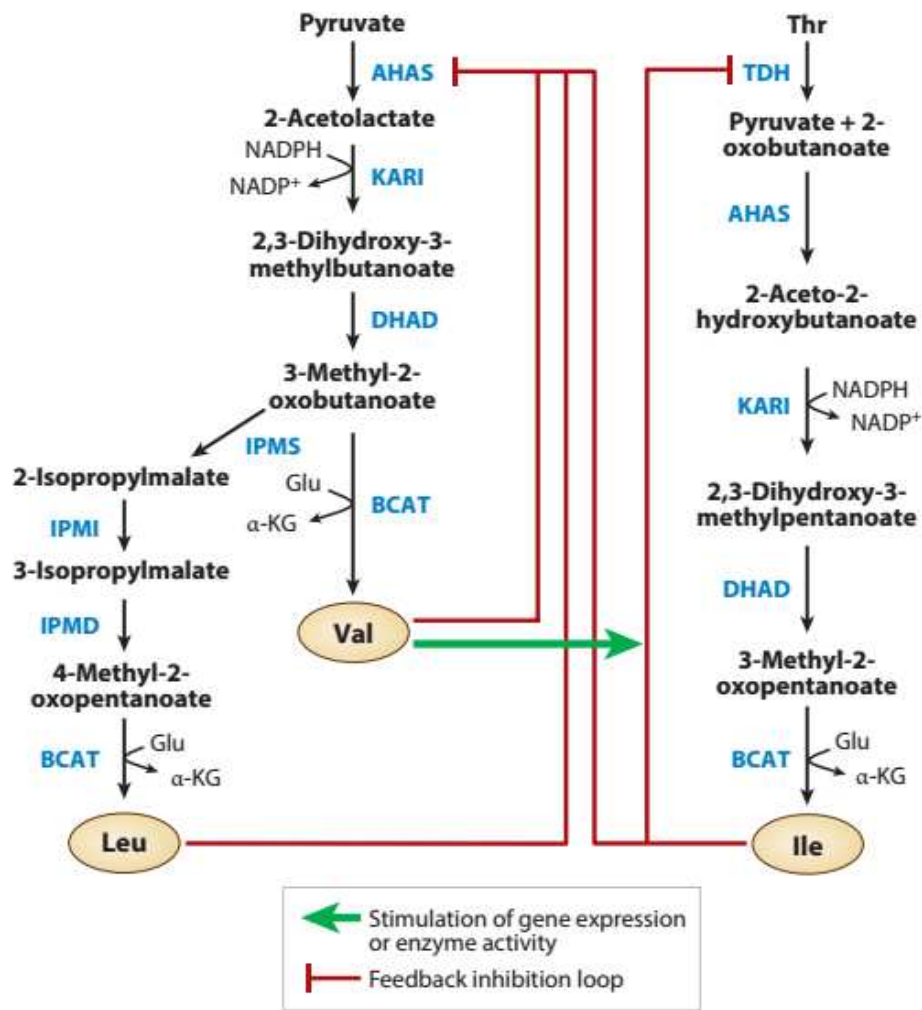 Pyruvate
AHAS
2-Acetolactate
NADPH
NADP⁺
KARI
2,3-Dihydroxy-3-
methylbutanoate
DHAD
3-Methyl-2-
oxobutanoate
IPMS
2-Isopropylmalate
Glu
α-KG
BCAT
IPMI
3-Isopropylmalate
IPMD
Val
4-Methyl-2-
oxopentanoate
BCAT
Glu
α-KG
Leu
Thr
TDH
Pyruvate + 2-
oxobutanoate
AHAS
2-Aceto-2-
hydroxybutanoate
KARI
NADPH
NADP⁺
2,3-Dihydroxy-3-
methylpentanoate
DHAD
3-Methyl-2-
oxopentanoate
BCAT
Glu
α-KG
Ile
Stimulation of gene expression
or enzyme activity
Feedback inhibition loop